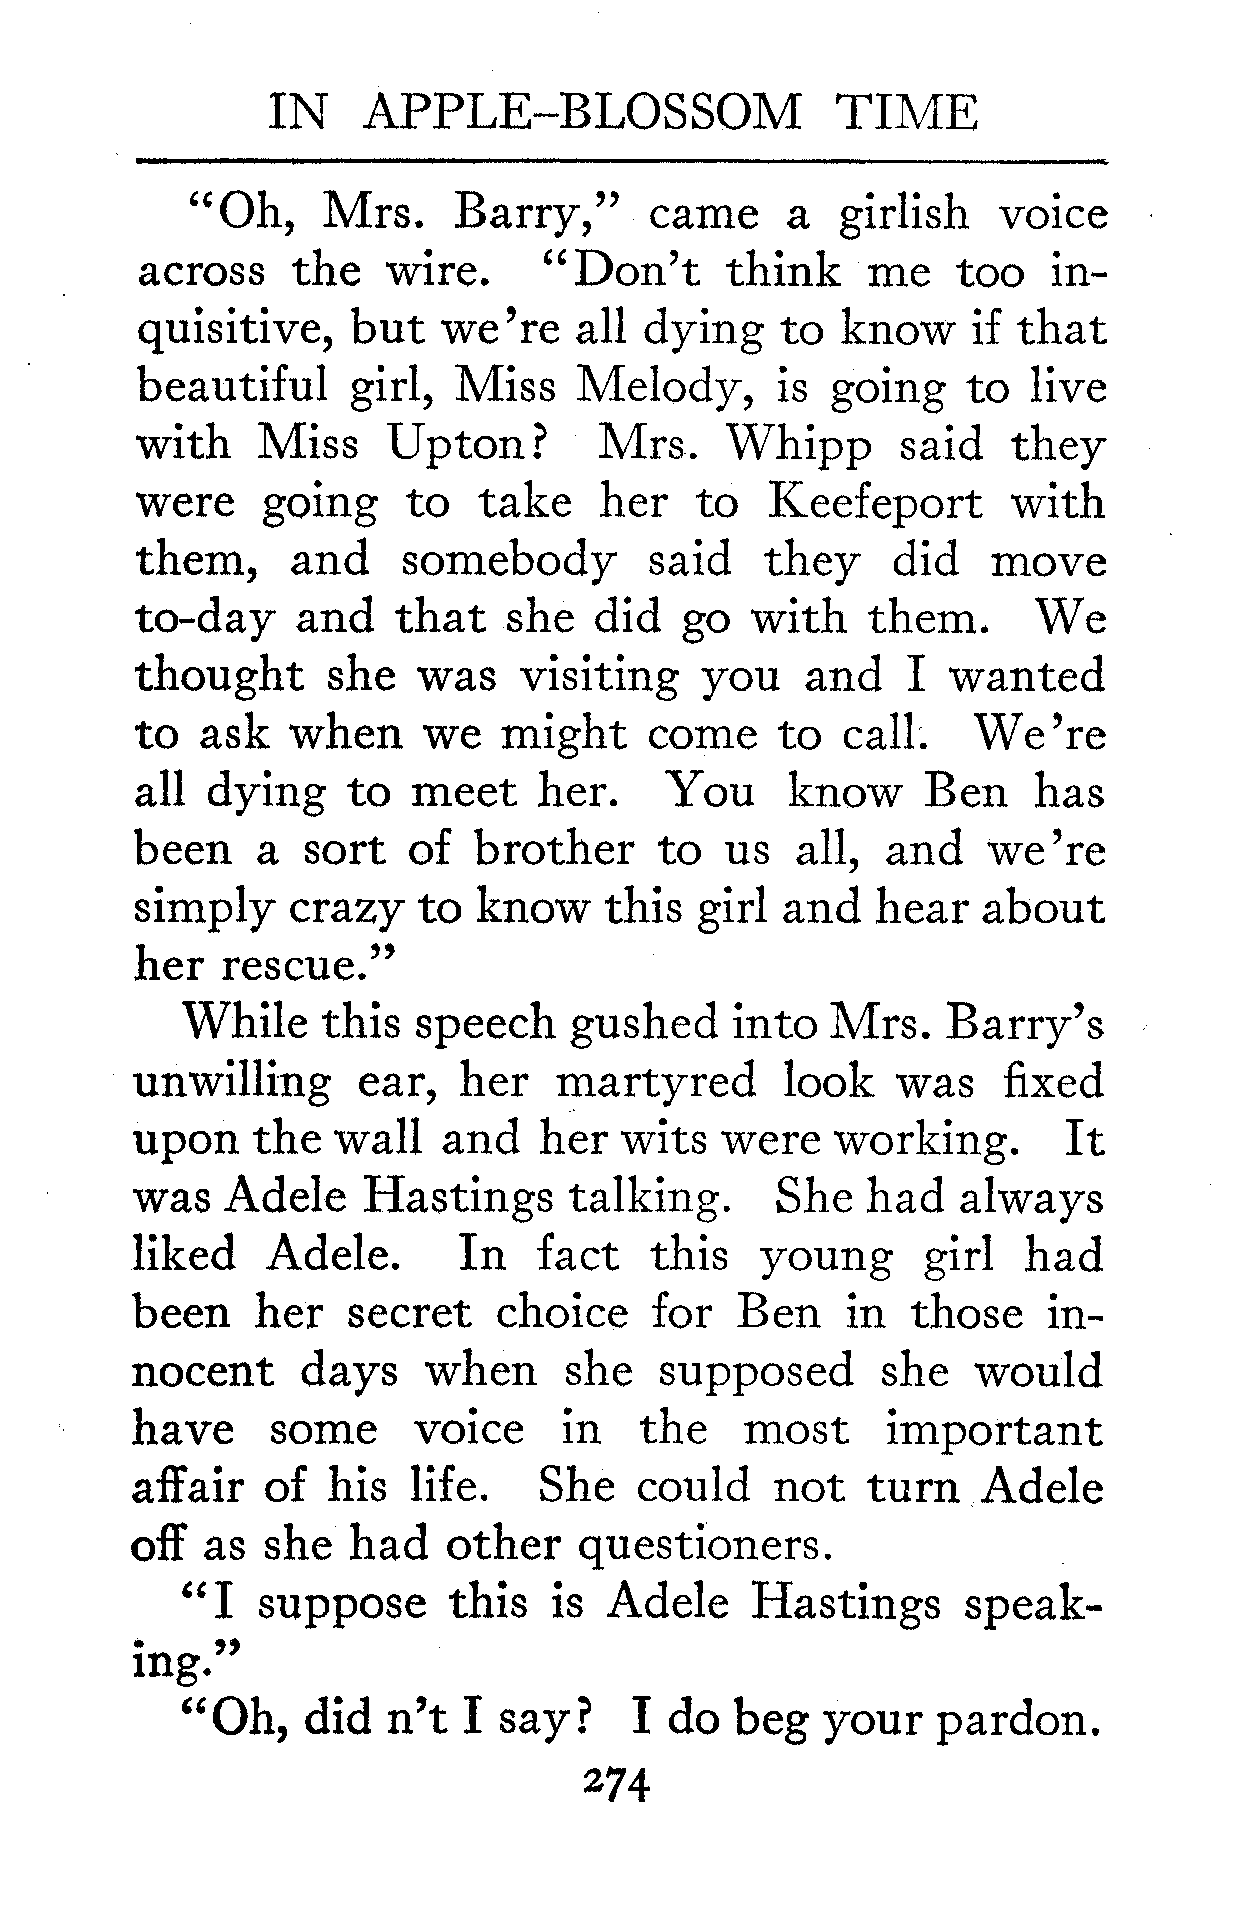 IN APPLE-BLOSSOM TIME
“Oh, Mrs. Barry,” came a girlish voice
across the wire. “Don’t think me too in-
quisitive, but we’re all dying to know if that
beautiful girl, Miss Melody, is going to live
with Miss Upton? Mrs. Whipp said they
were going to take her to Keefeport with
them, and somebody said they did move
to-day and that she did go with them. We
thought she was visiting you and I wanted
to ask when we might come to call. We’re
all dying to meet her. You know Ben has
been a sort of brother to us all, and we’re
simply crazy to know this girl and hear about
her rescue.”
While this speech gushed into Mrs. Barry’s
unwilling ear, her martyred look was fixed
upon the wall and her wits were working. It
was Adele Hastings talking. She had always
liked Adele. In fact this young girl had
been her secret choice for Ben in those in-
nocent days when she supposed she would
have some voice in the most important
affair of his life. She could not turn Adele
off as she had other questioners.
“I suppose this is Adele Hastings speak-
ing.”
“Oh, did n’t I say? I do beg your pardon.
274